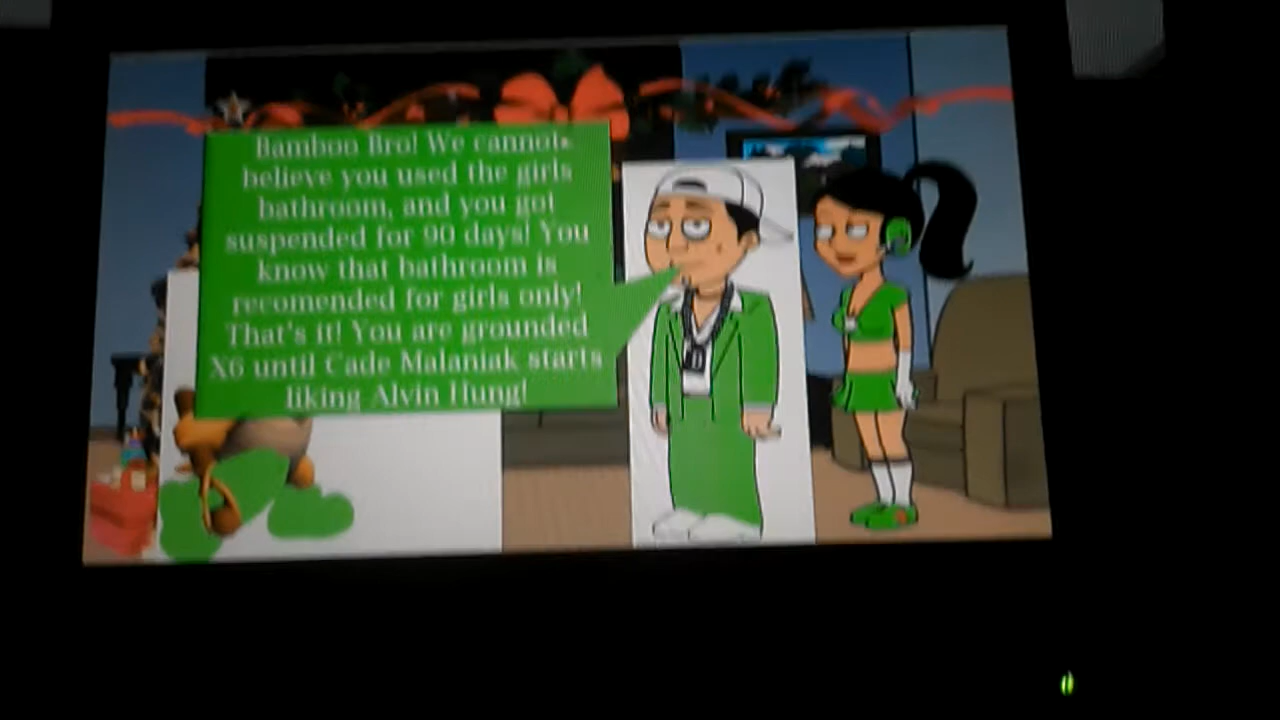 Bamboo Bro! We cannot
believe you used the girls
bathroom, and you got
suspended for 90 days! You
know that bathroom is
recomended for girls only!
That's it! You are grounded
X6 until Cade Malaniak starts
liking Alvin Hung!